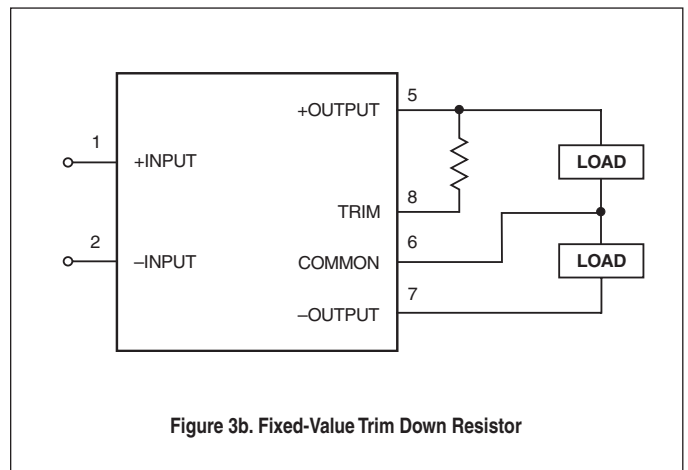 +OUTPUT 5
LOAD
1 +INPUT
TRIM 8
2 –INPUT
COMMON 6
LOAD
–OUTPUT 7
Figure 3b. Fixed-Value Trim Down Resistor